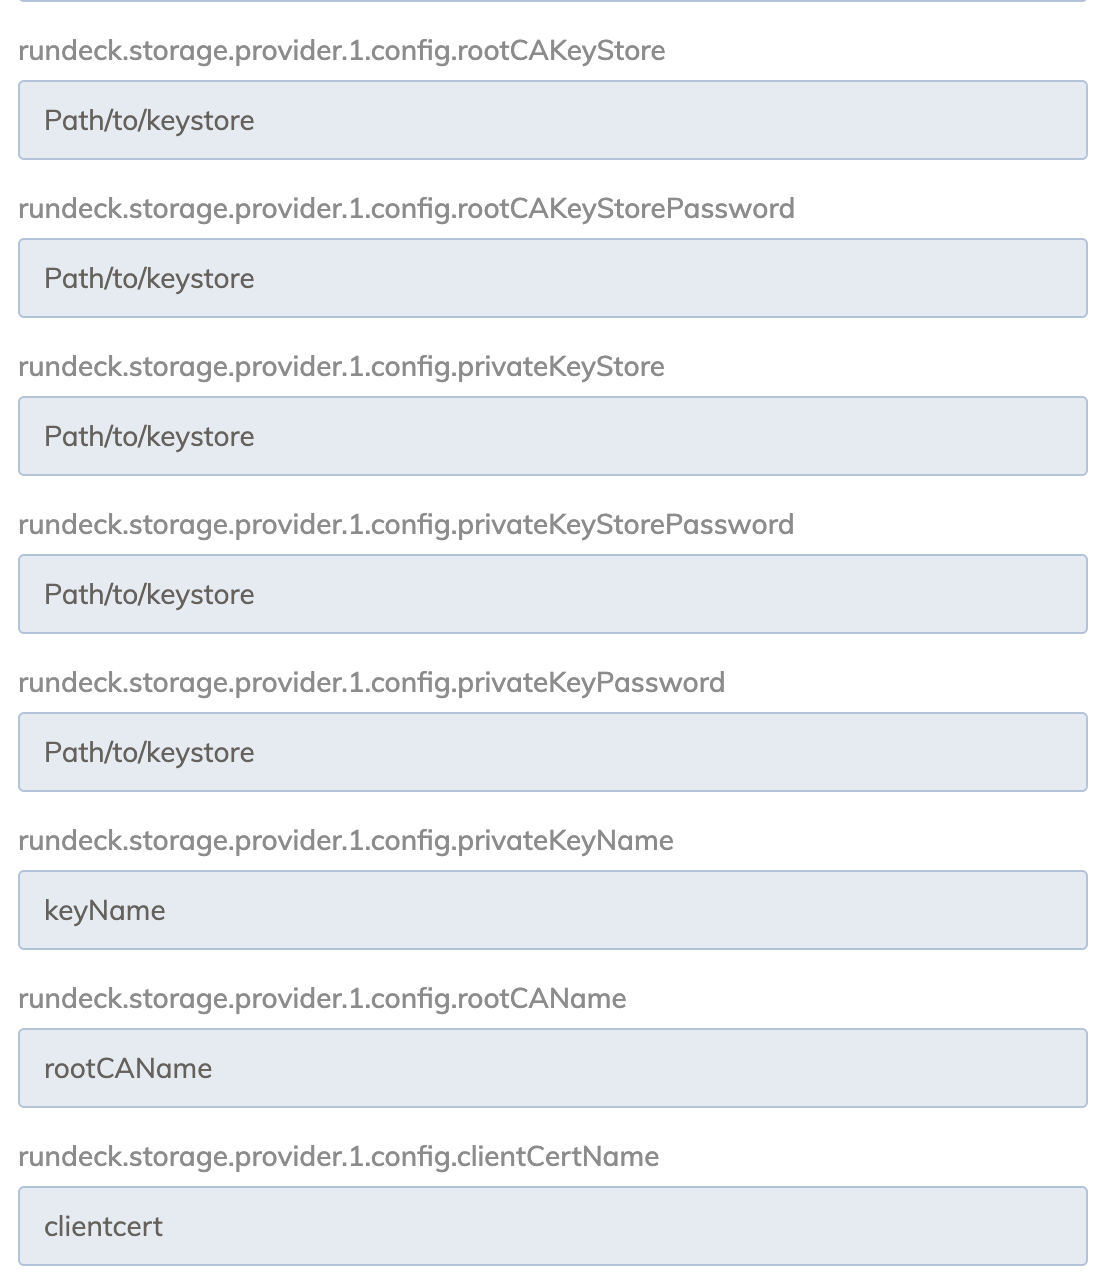 rundeck.storage.provider.1.config.rootCAKeyStore
Path/to/keystore
rundeck.storage.provider.1.config.rootCAKeyStorePassword
Path/to/keystore
rundeck.storage.provider.1.config.privateKeyStore
Path/to/keystore
rundeck.storage.provider.1.config.privateKeyStorePassword
Path/to/keystore
rundeck.storage.provider.1.config.privateKeyPassword
Path/to/keystore
rundeck.storage.provider.1.config.privateKeyName
keyName
rundeck.storage.provider.1.config.rootCAName
rootCAName
rundeck.storage.provider.1.config.clientCertName
clientcert